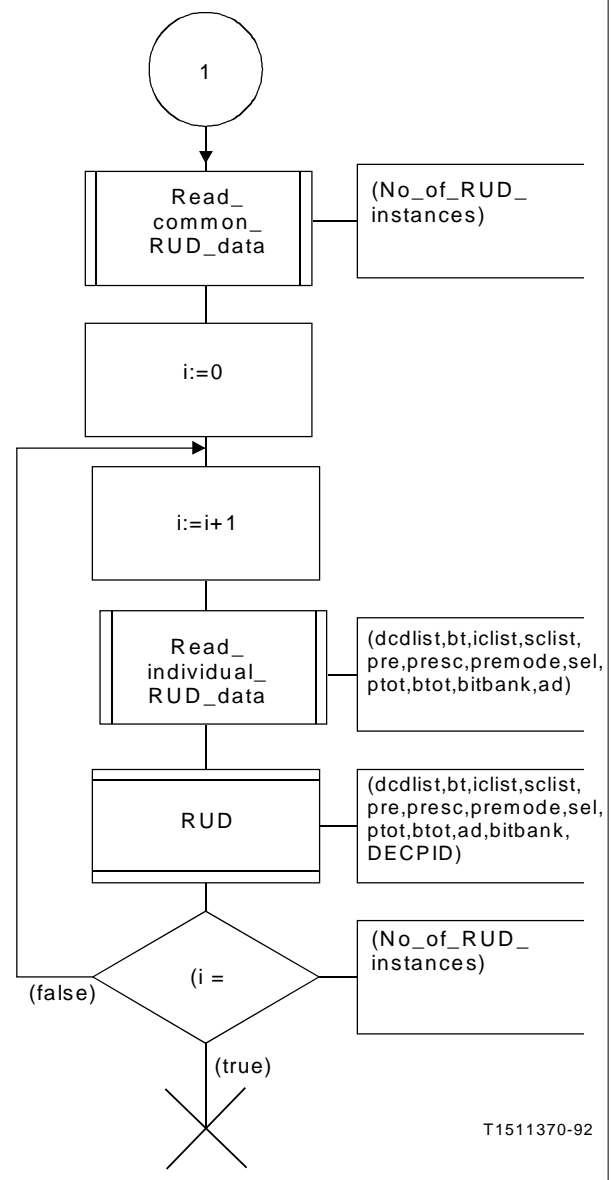 1
Read_
common_
RUD_data
(No_of_RUD_
instances)
i:=0
i:=i+1
Read_
individual_
RUD_data
(dcdlist,bt,iclist,sclist,
pre,presc,premode,sel,
ptot,btot,bitbank,ad)
RUD
(dcdlist,bt,iclist,sclist,
pre,presc,premode,sel,
ptot,btot,ad,bitbank,
DECPID)
(i =
(No_of_RUD_
instances)
(false)
(true)
T1511370-92